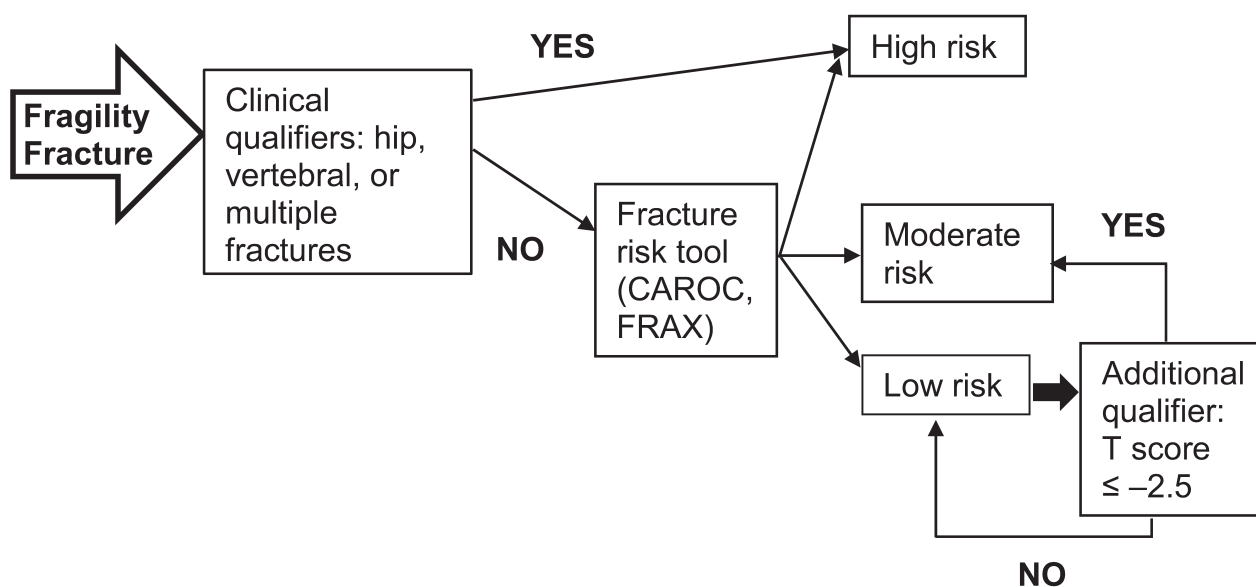 Fragility
Fracture
Clinical
qualifiers: hip,
vertebral, or
multiple
fractures
YES
High risk
NO
Fracture
risk tool
(CAROC,
FRAX)
Moderate
risk
YES
Low risk
Additional
qualifier:
T score
≤ –2.5
NO